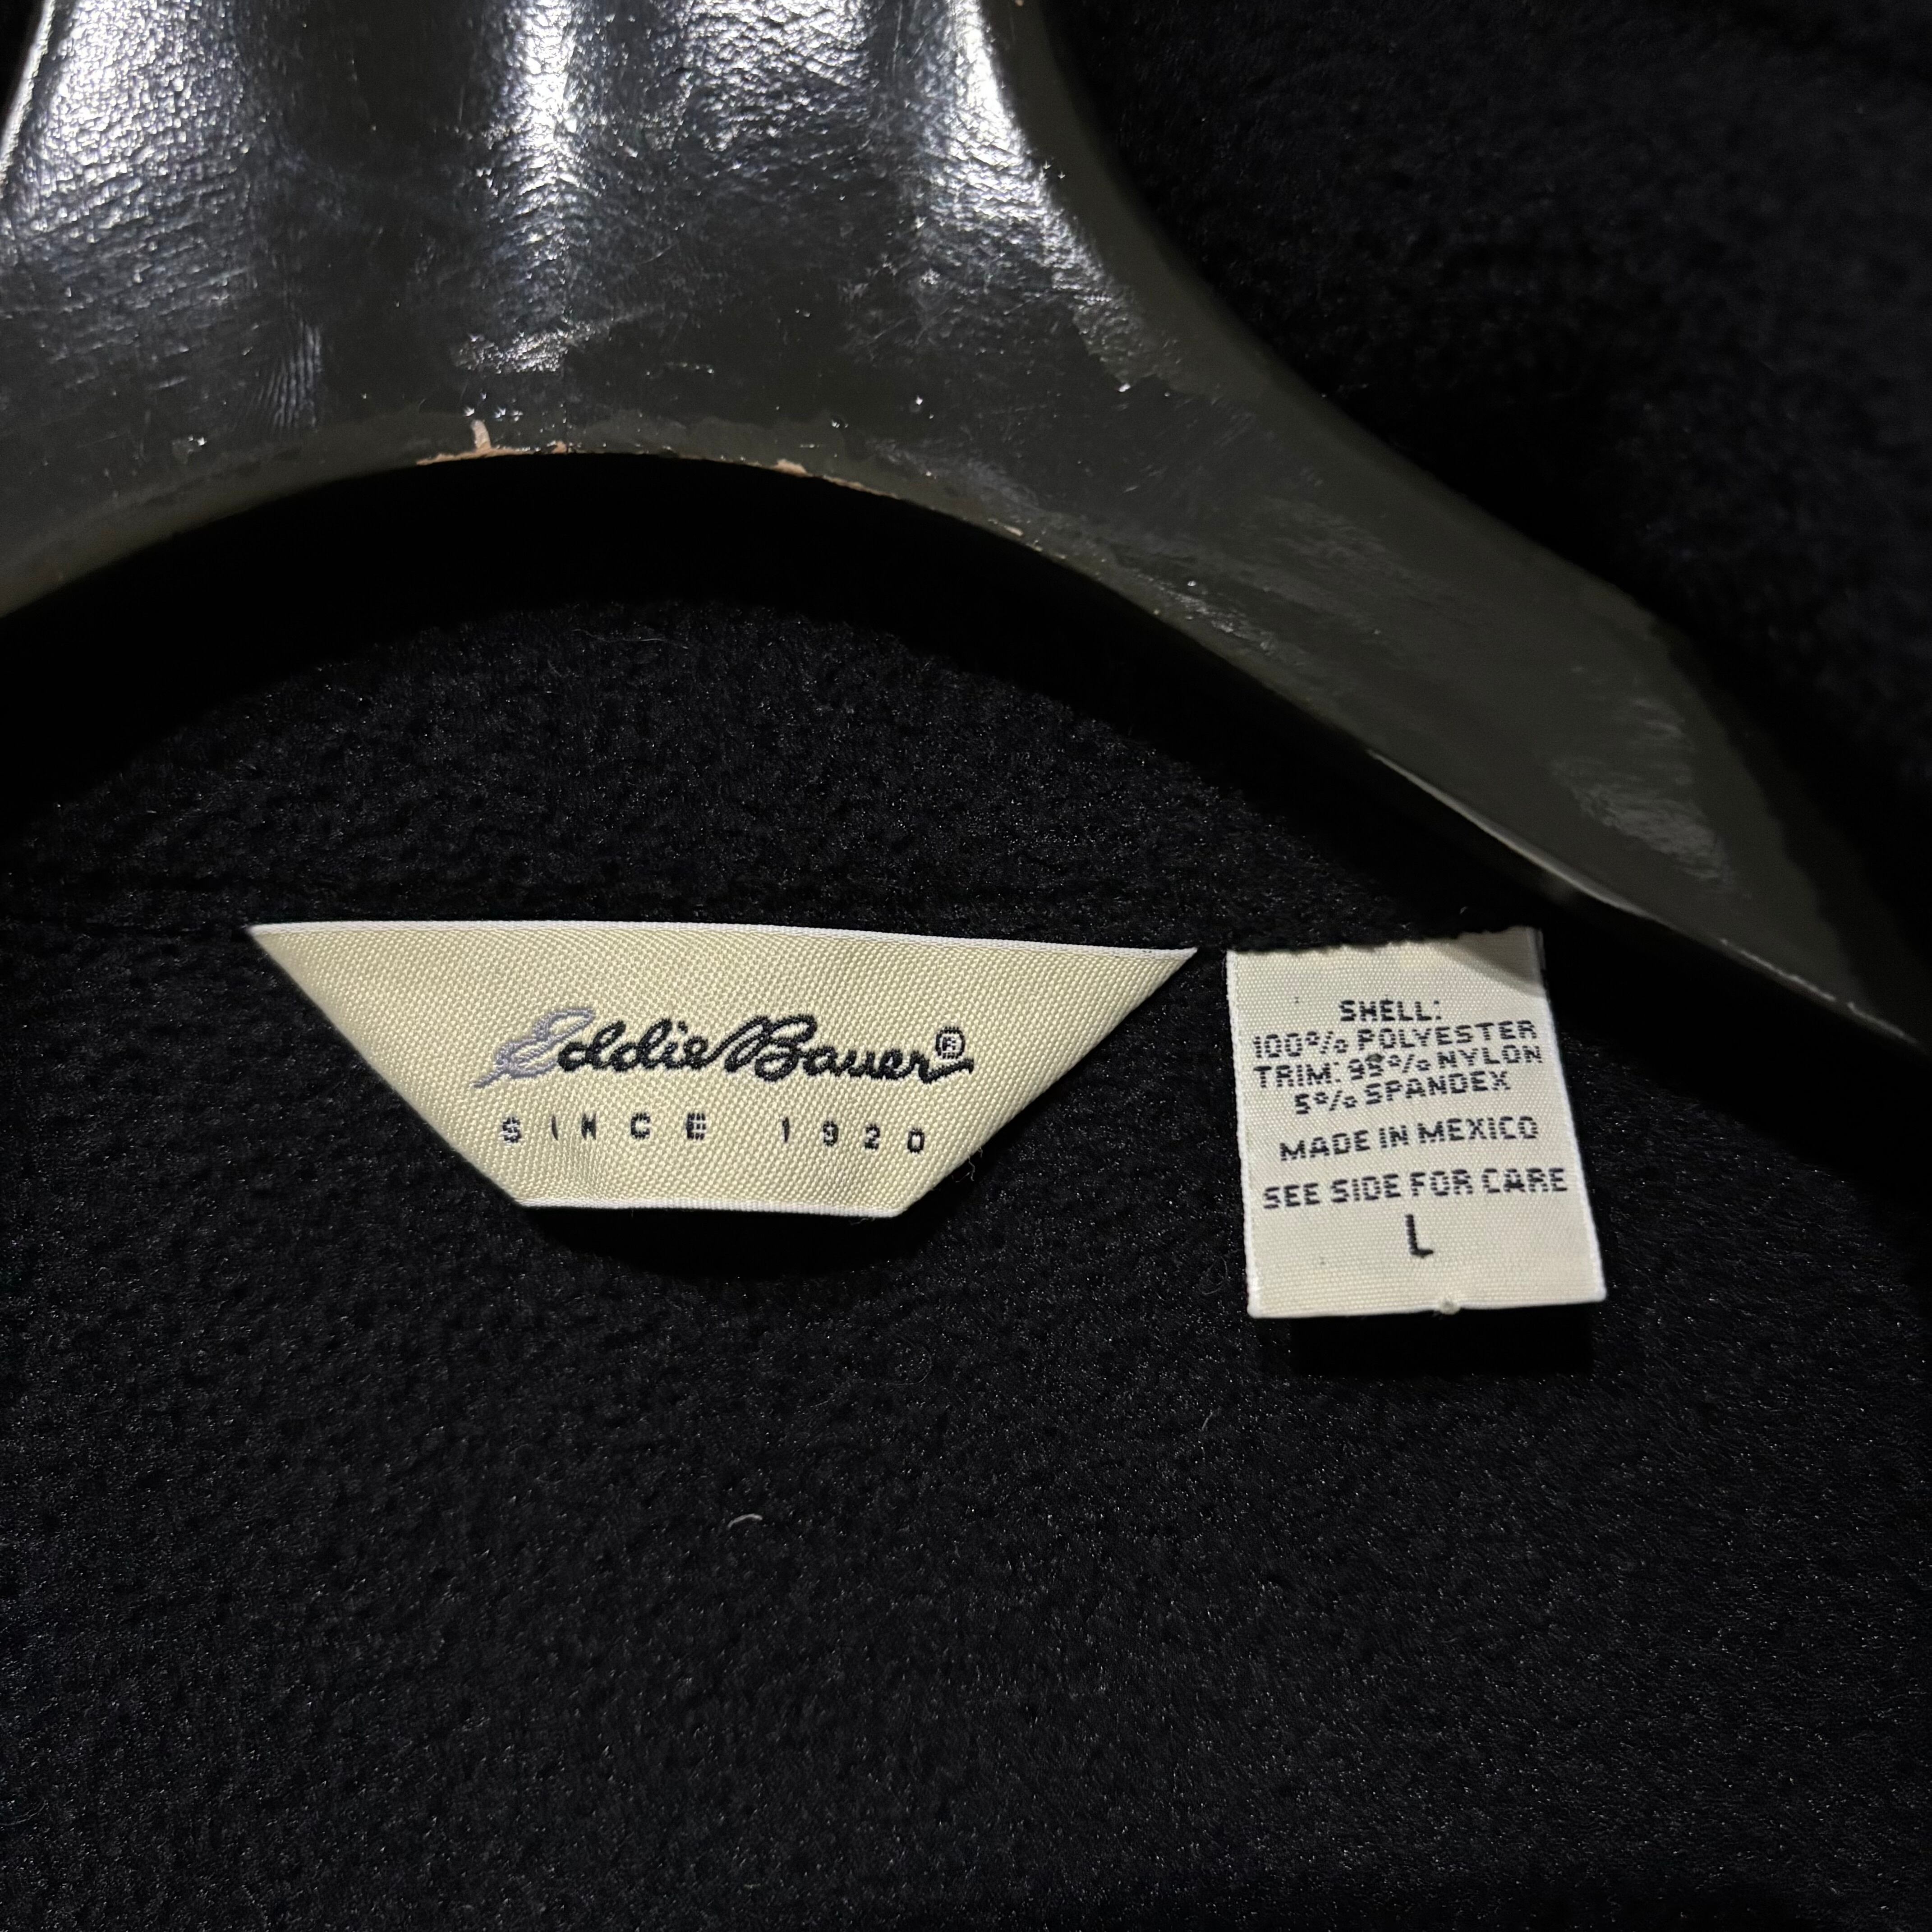 Eddie Bauer®
SINCE 1920
SHELL:
100% POLYESTER
TRIM: 95% NYLON
5% SPANDEX
MADE IN MEXICO
SEE SIDE FOR CARE
L